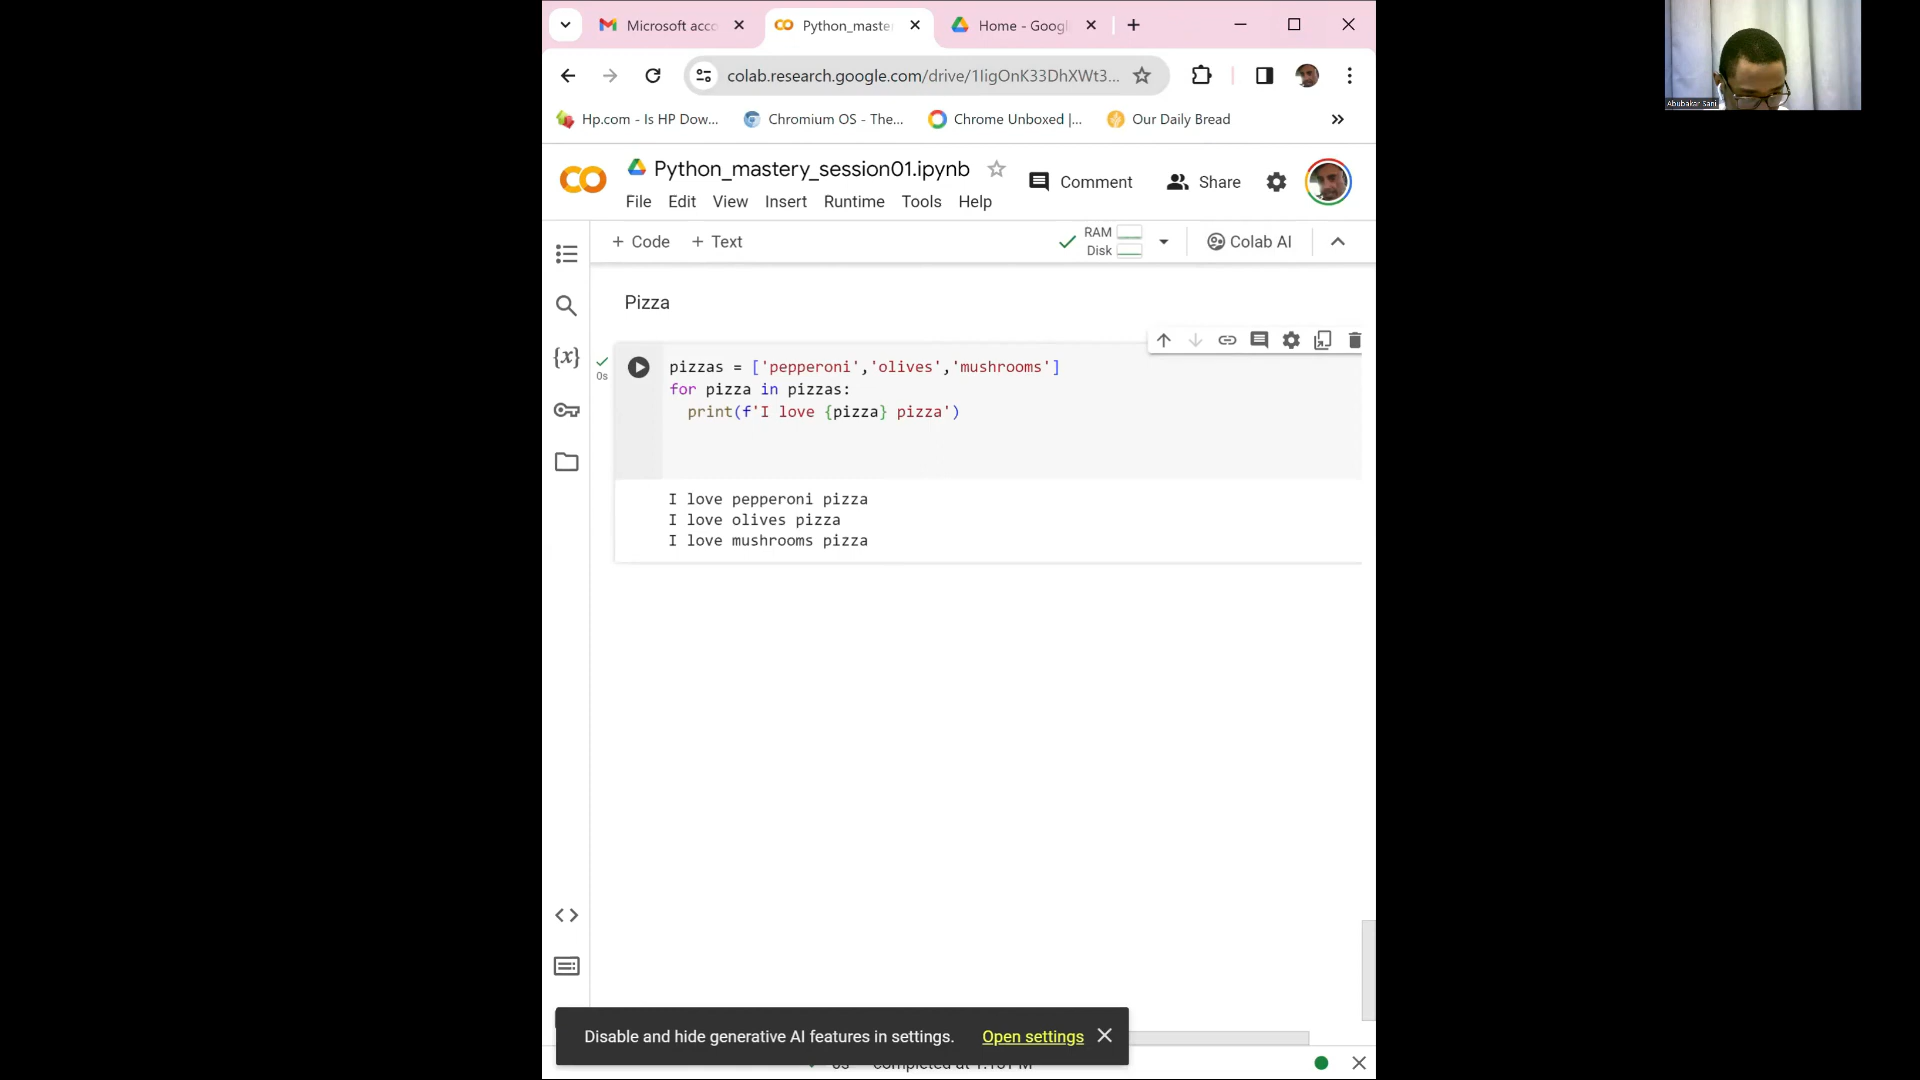 Microsoft acco
Python_maste
Home - Googl
colab.research.google.com/drive/1IigOnK33DhXWt3...
Hp.com - Is HP Dow...
Chromium OS - The...
Chrome Unboxed |...
Our Daily Bread
Python_mastery_session01.ipynb
Comment
Share
File Edit View Insert Runtime Tools Help
+ Code + Text
RAM
Disk
Colab AI
Pizza
0s
pizzas = ['pepperoni','olives','mushrooms']
for pizza in pizzas:
  print(f'I love {pizza} pizza')
I love pepperoni pizza
I love olives pizza
I love mushrooms pizza
Disable and hide generative AI features in settings. Open settings
Abubakar Sani